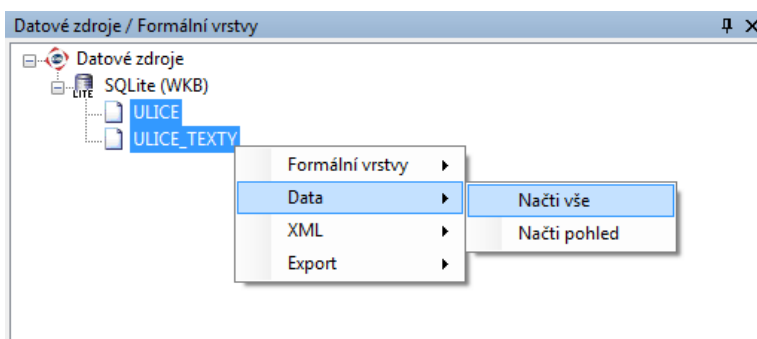 Datové zdroje / Formální vrstvy
Datové zdroje
LITE SQLite (WKB)
ULICE
ULICE_TEXTY
Formální vrstvy
Data
XML
Export
Načti vše
Načti pohled